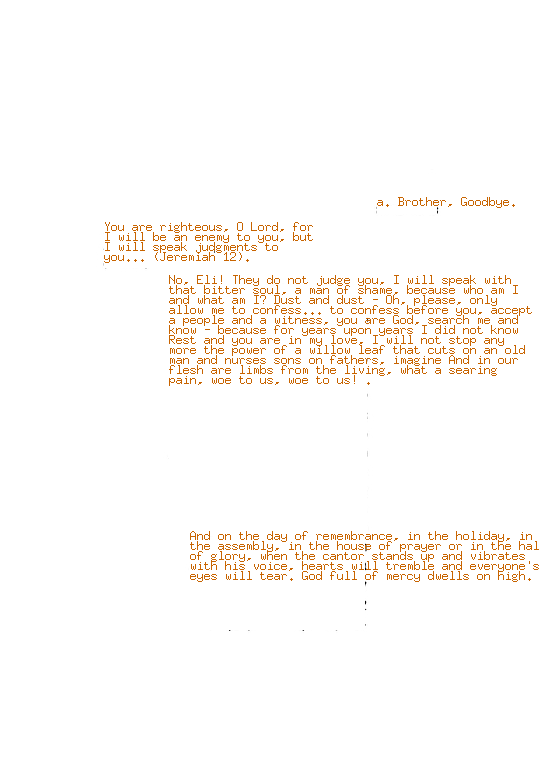 a. Brother, Goodbye.
You are righteous, O Lord, for
I will be an enemy to you, but
I will speak judgments to
you... (Jeremiah 12).
No, Eli! They do not judge you, I will speak with
that bitter soul, a man of shame, because who am I
and what am I? Dust and dust - Oh, please, only
allow me to confess... to confess before you, accept
a people and a witness, you are God, search me and
know - because for years upon years I did not know
Rest and you are in my love, I will not stop any
more the power of a willow leaf that cuts on an old
man and nurses sons on fathers, imagine And in our
flesh are limbs from the living, what a searing
pain, woe to us, woe to us! .
And on the day of remembrance, in the holiday, in
the assembly, in the house of prayer or in the hal
of glory, when the cantor stands up and vibrates
with his voice, hearts will tremble and everyone's
eyes will tear. God full of mercy dwells on high.